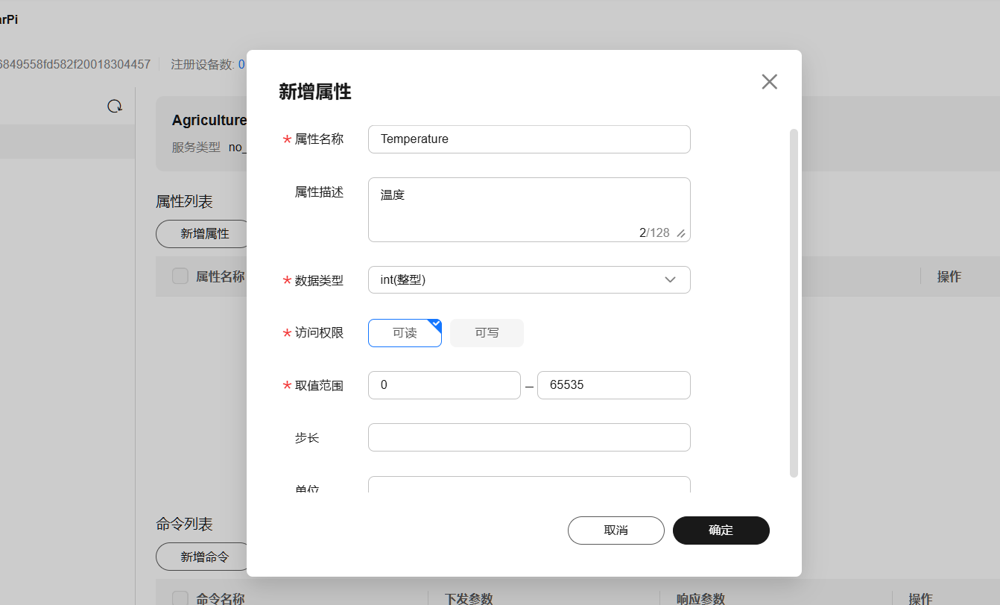 arPi
6849558fd582f20018304457 注册设备数: 0
Agriculture
服务类型 no_
属性列表
新增属性
属性名称 操作
命令列表
新增命令
命令名称 下发参数 响应参数 操作
新增属性
* 属性名称 Temperature
属性描述 温度
2/128
* 数据类型 int(整型)
* 访问权限 可读 可写
* 取值范围 0 – 65535
步长
单位
取消 确定